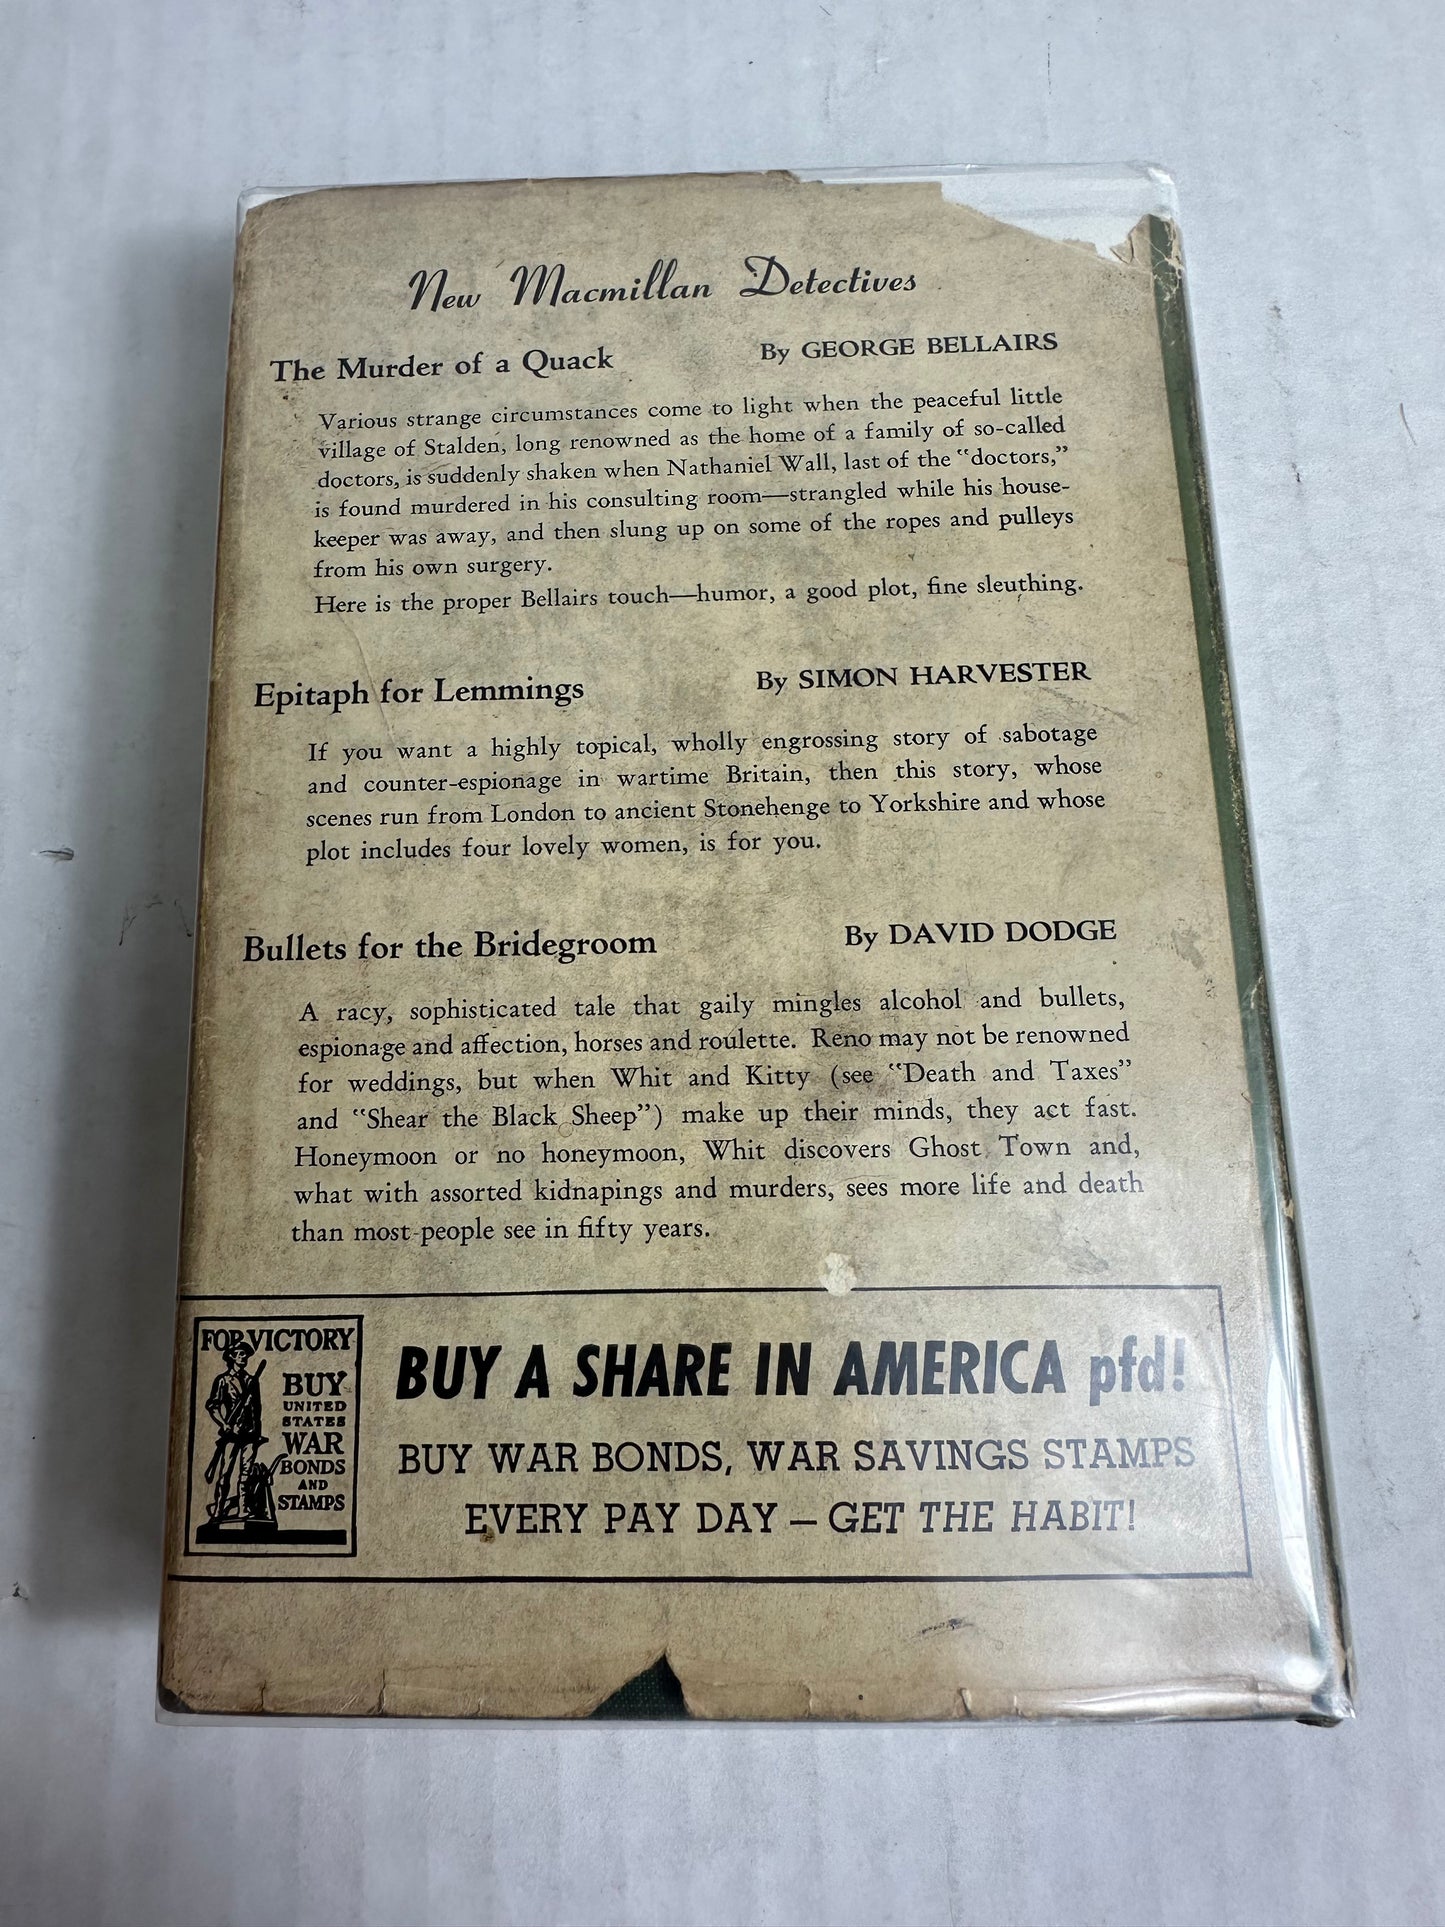 New Macmillan Detectives
The Murder of a Quack By GEORGE BELLAIRS
Various strange circumstances come to light when the peaceful little
village of Stalden, long renowned as the home of a family of so-called
doctors, is suddenly shaken when Nathaniel Wall, last of the "doctors,"
is found murdered in his consulting room—strangled while his house-
keeper was away, and then slung up on some of the ropes and pulleys
from his own surgery.
Here is the proper Bellairs touch—humor, a good plot, fine sleuthing.
Epitaph for Lemmings By SIMON HARVESTER
If you want a highly topical, wholly engrossing story of sabotage
and counter-espionage in wartime Britain, then this story, whose
scenes run from London to ancient Stonehenge to Yorkshire and whose
plot includes four lovely women, is for you.
Bullets for the Bridegroom By DAVID DODGE
A racy, sophisticated tale that gaily mingles alcohol and bullets,
espionage and affection, horses and roulette. Reno may not be renowned
for weddings, but when Whit and Kitty (see "Death and Taxes"
and "Shear the Black Sheep") make up their minds, they act fast.
Honeymoon or no honeymoon, Whit discovers Ghost Town and,
what with assorted kidnapings and murders, sees more life and death
than most people see in fifty years.
FOR VICTORY
BUY
UNITED
STATES
WAR
BONDS
AND
STAMPS
BUY A SHARE IN AMERICA pfd!
BUY WAR BONDS, WAR SAVINGS STAMPS
EVERY PAY DAY — GET THE HABIT!